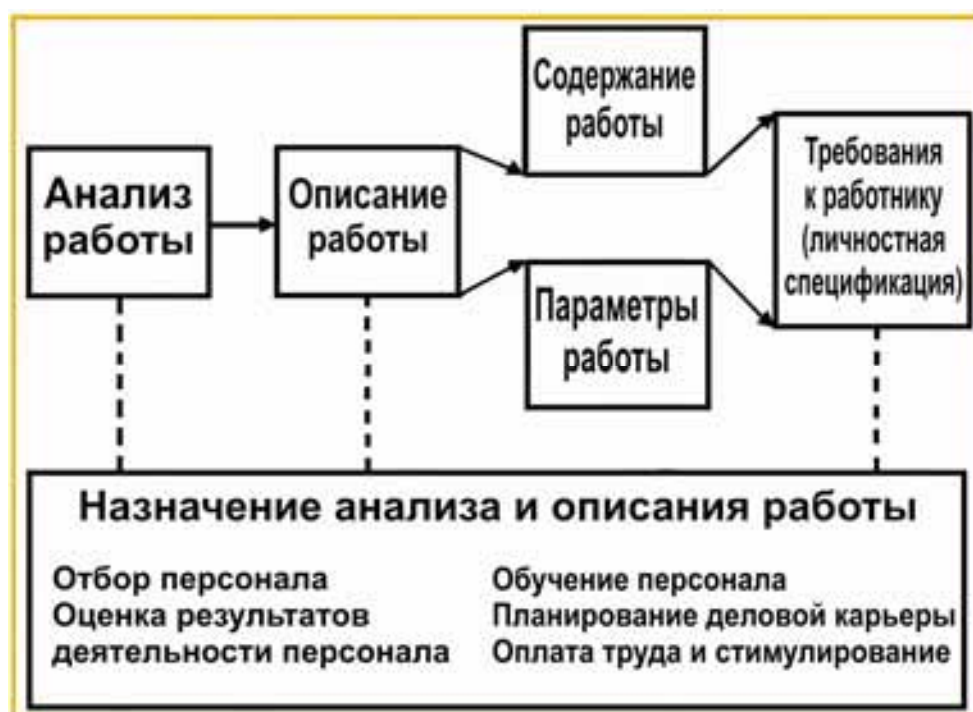 Анализ
работы
Описание
работы
Содержание
работы
Параметры
работы
Требования
к работнику
(личностная
спецификация)
Назначение анализа и описания работы
Отбор персонала
Оценка результатов
деятельности персонала
Обучение персонала
Планирование деловой карьеры
Оплата труда и стимулирование